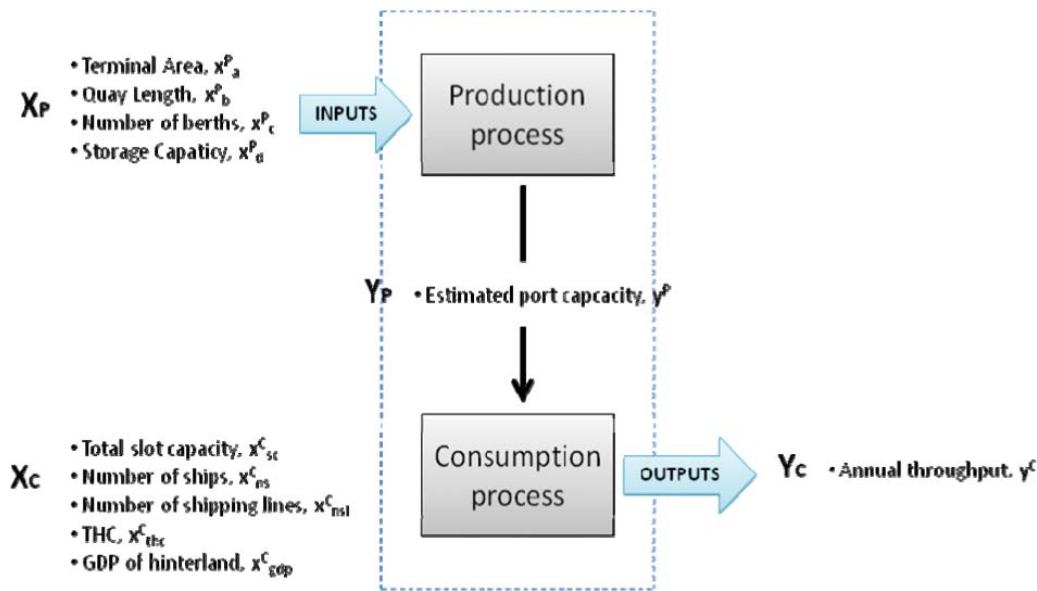 • Terminal Area, x^P_a
X_P
• Quay Length, x^P_b
• Number of berths, x^P_c
• Storage Capaticy, x^P_d
INPUTS
Production
process
Y_P • Estimated port capcacity, y^P
X_C
• Total slot capacity, x^C_sc
• Number of ships, x^C_ns
• Number of shipping lines, x^C_nsl
• THC, x^C_thc
• GDP of hinterland, x^C_gdp
Consumption
process
OUTPUTS
Y_C • Annual throughput, y^C